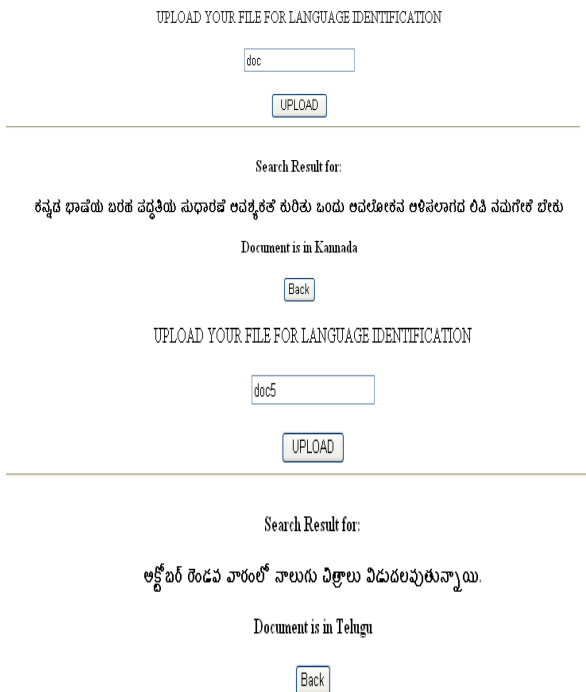 UPLOAD YOUR FILE FOR LANGUAGE IDENTIFICATION
doc
UPLOAD
Search Result for:
ಕನ್ನಡ ಭಾಷೆಯ ಬರಹ ಪದ್ಧತಿಯ ಸುಧಾರಣೆ ಅವಶ್ಯಕತೆ ಕುರಿತು ಒಂದು ಅವಲೋಕನ ಅಳಿಸಲಾಗದ ಲಿಪಿ ನಮಗೇಕೆ ಬೇಕು
Document is in Kannada
Back
UPLOAD YOUR FILE FOR LANGUAGE IDENTIFICATION
doc5
UPLOAD
Search Result for:
అక్టోబర్ రెండవ వారంలో నాలుగు చిత్రాలు విడుదలవుతున్నాయి.
Document is in Telugu
Back